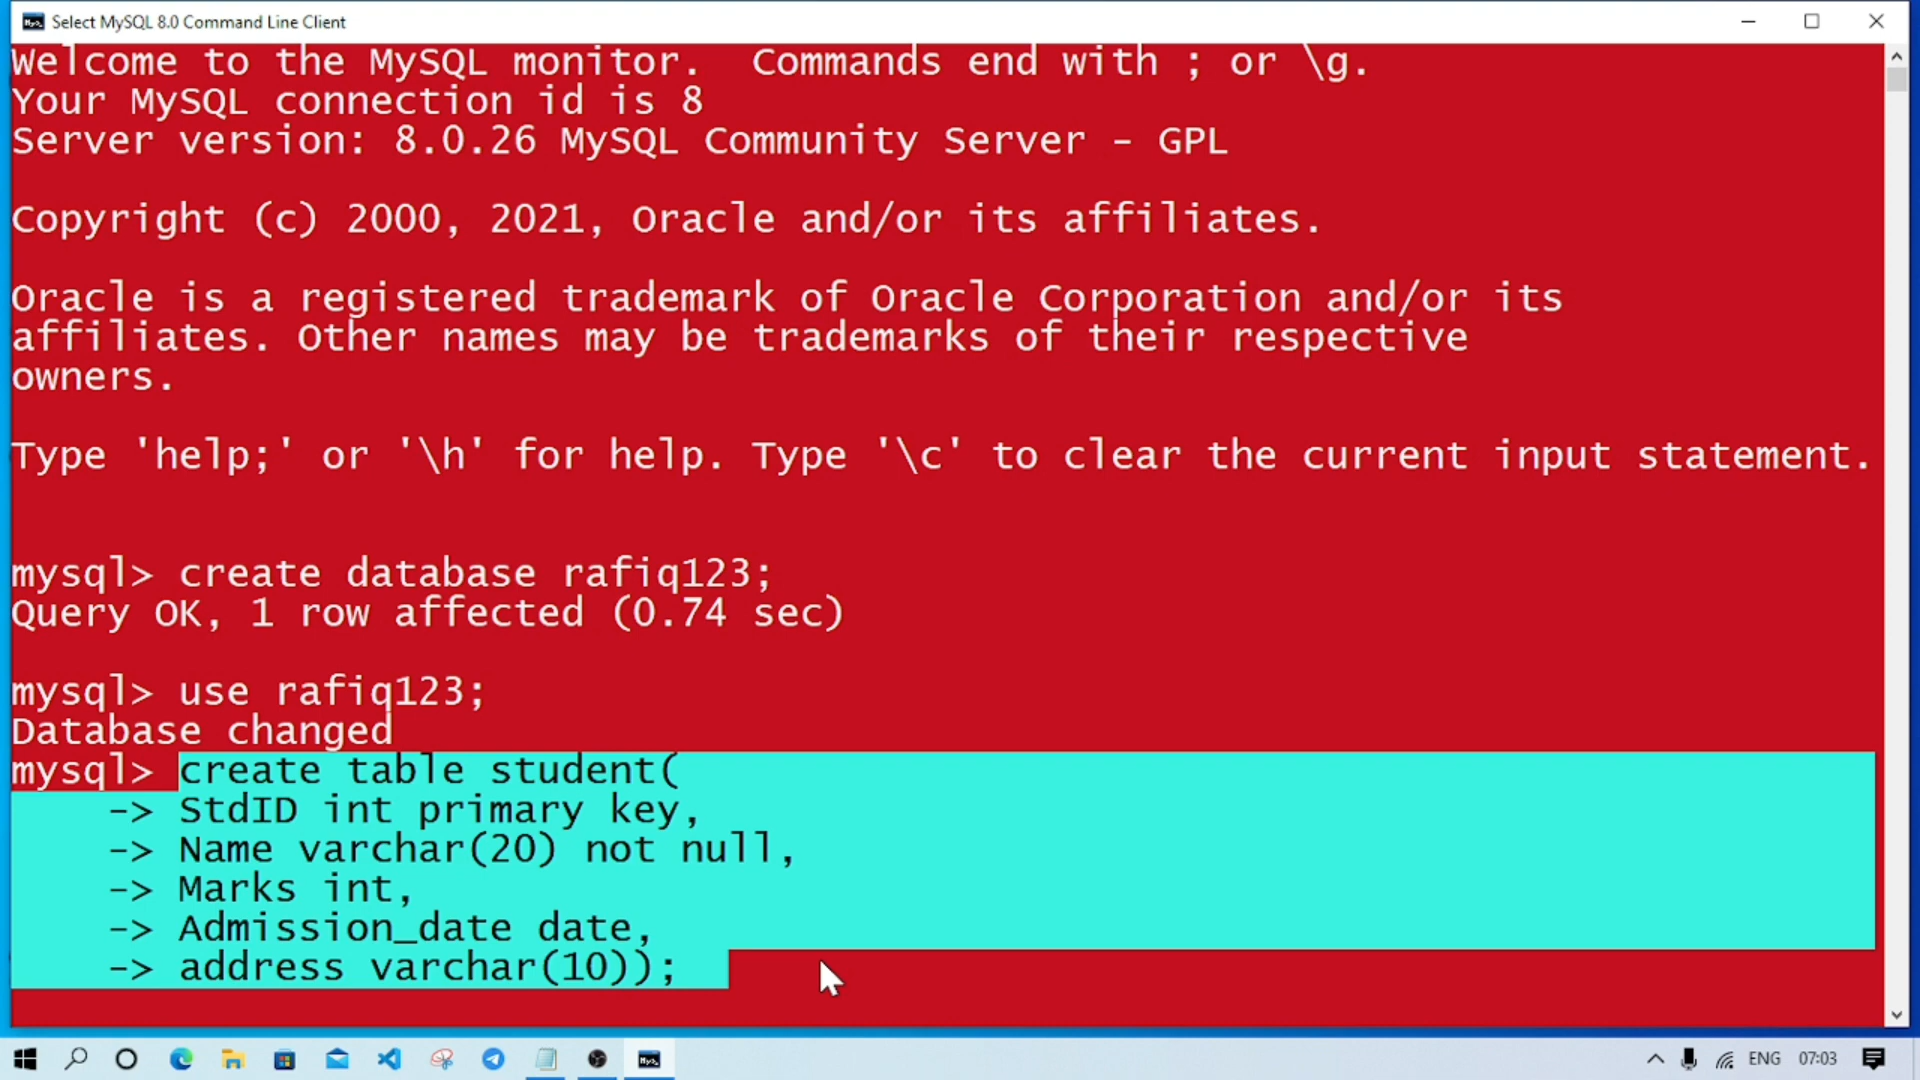 Select MySQL 8.0 Command Line Client
Welcome to the MySQL monitor.  Commands end with ; or \g.
Your MySQL connection id is 8
Server version: 8.0.26 MySQL Community Server - GPL
Copyright (c) 2000, 2021, Oracle and/or its affiliates.
Oracle is a registered trademark of Oracle Corporation and/or its
affiliates. Other names may be trademarks of their respective
owners.
Type 'help;' or '\h' for help. Type '\c' to clear the current input statement.
mysql> create database rafiq123;
Query OK, 1 row affected (0.74 sec)
mysql> use rafiq123;
Database changed
mysql> create table student(
    -> StdID int primary key,
    -> Name varchar(20) not null,
    -> Marks int,
    -> Admission_date date,
    -> address varchar(10));
ENG 07:03